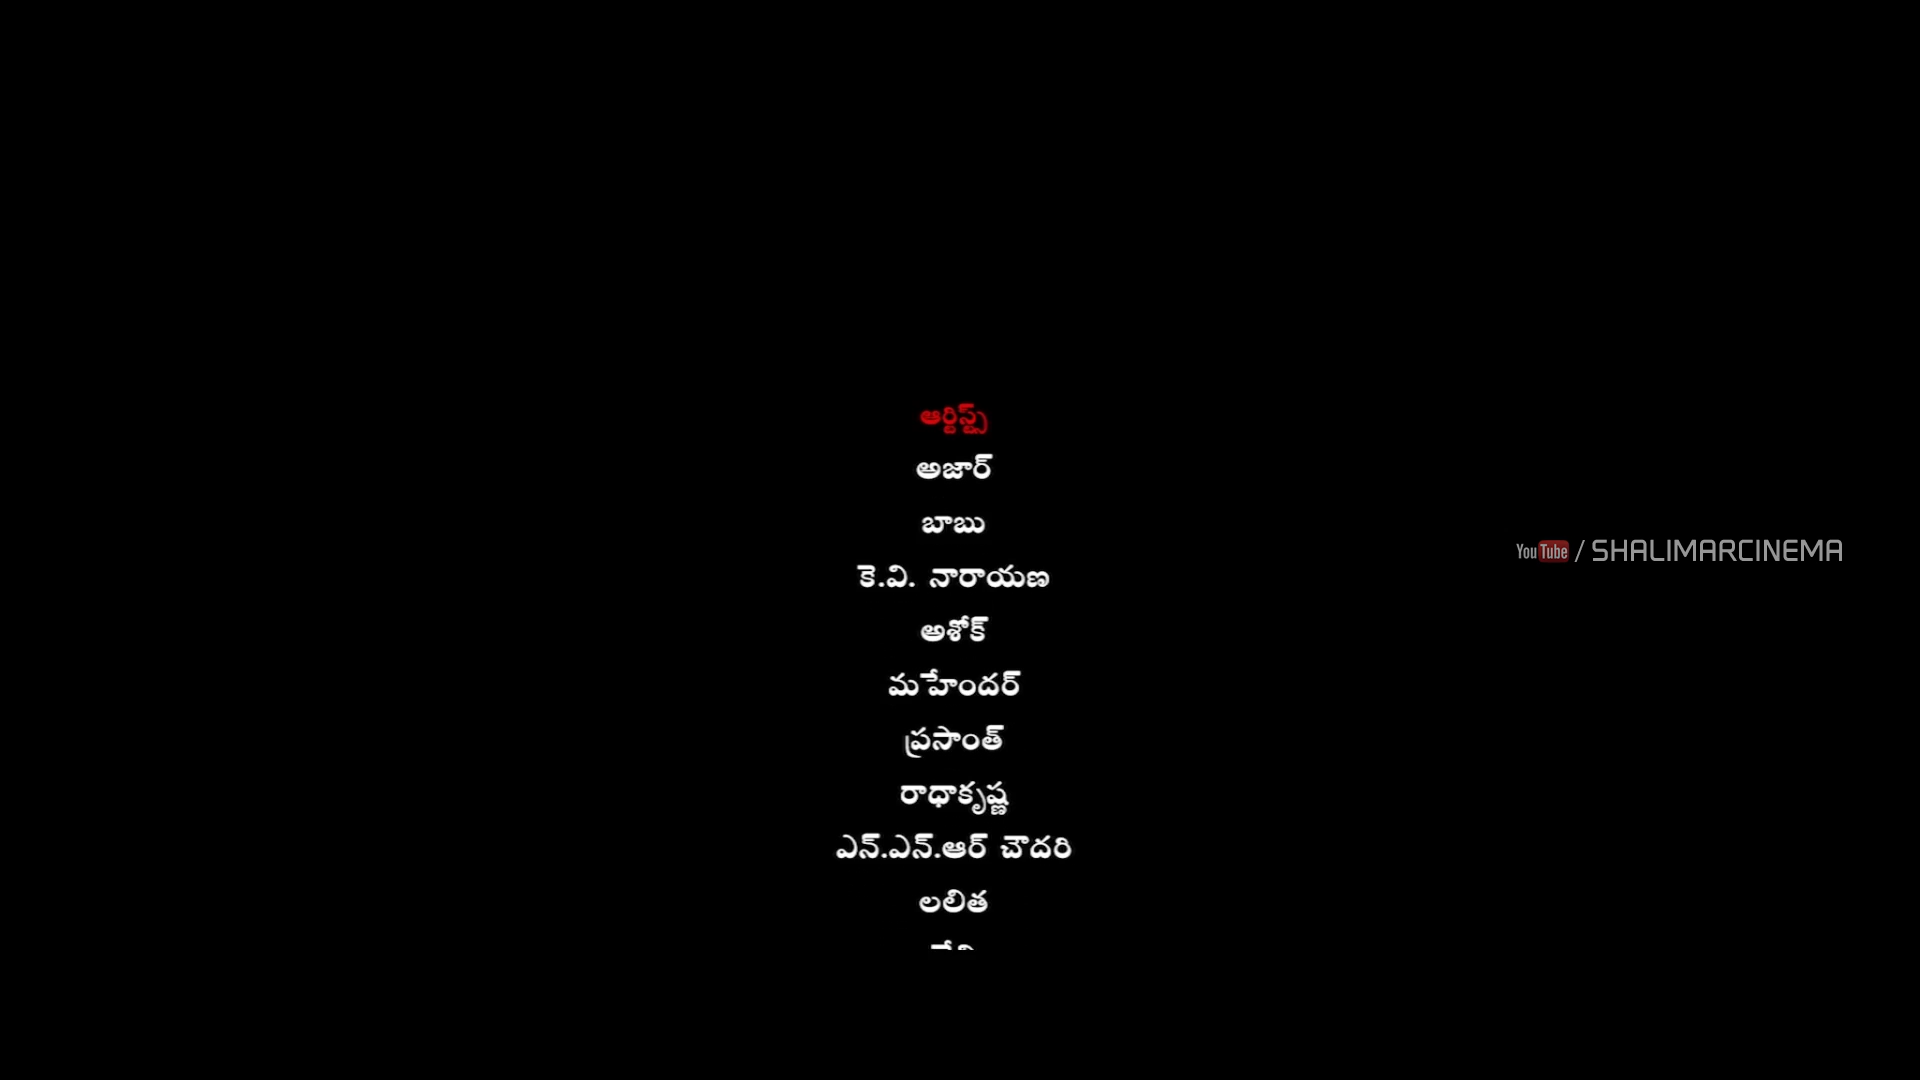 ఆర్టిస్ట్స్
అజార్
బాబు
కె.వి. నారాయణ
అశోక్
మహేందర్
ప్రసాంత్
రాధాకృష్ణ
ఎన్.ఎన్.ఆర్ చౌదరి
లలిత
YouTube / SHALIMARCINEMA